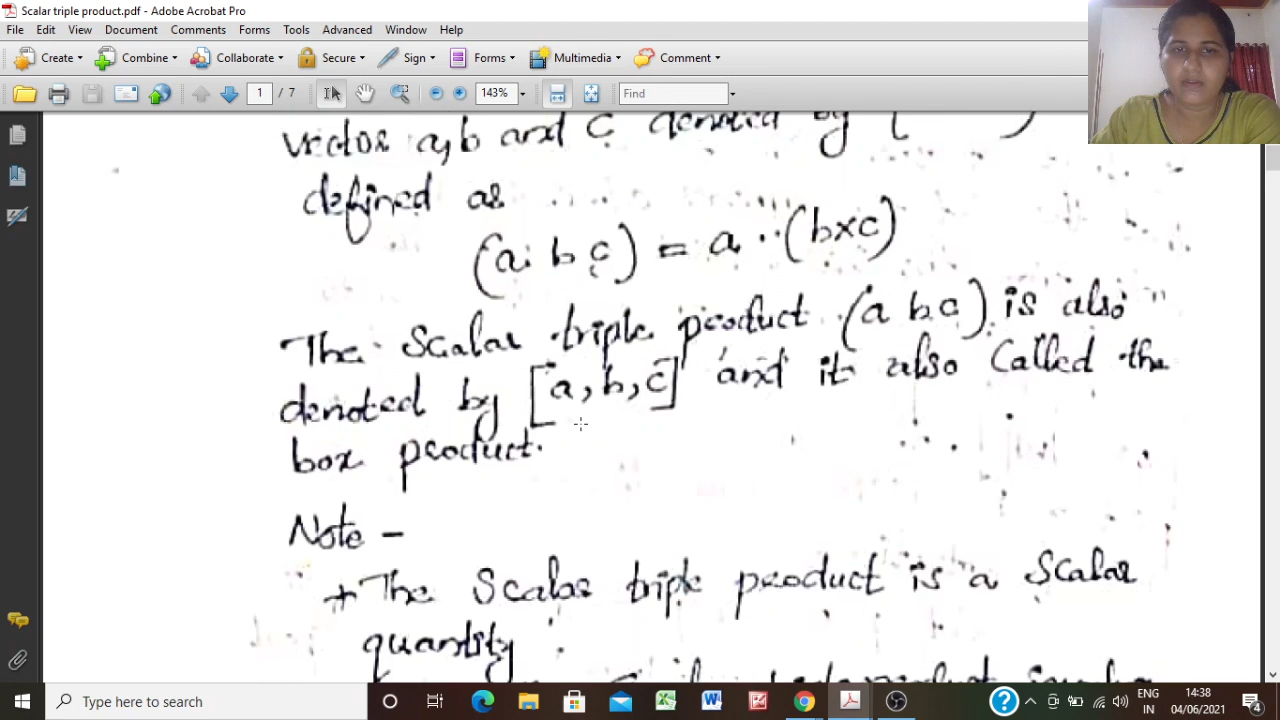 Scalar triple product.pdf - Adobe Acrobat Pro
File Edit View Document Comments Forms Tools Advanced Window Help
Create Combine Collaborate Secure Sign Forms Multimedia Comment
1 / 7 143% Find
vector a, b and c denoted by (    )
defined as
(a b c) = a . (b×c)
The Scalar triple product (a b c) is also
denoted by [a, b, c] and it also called the
box product.
Note -
+ The Scalar triple product is a Scalar
quantity
Type here to search
ENG 14:38
IN 04/06/2021
4